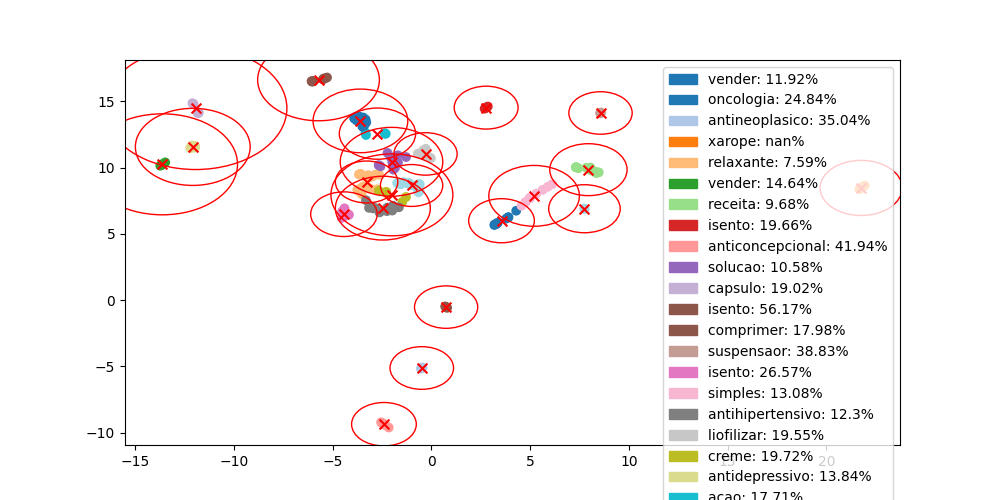 15
10
5
0
−5
−10
−15
−10
−5
0
5
10
15
20
vender: 11.92%
oncologia: 24.84%
antineoplasico: 35.04%
xarope: nan%
relaxante: 7.59%
vender: 14.64%
receita: 9.68%
isento: 19.66%
anticoncepcional: 41.94%
solucao: 10.58%
capsulo: 19.02%
isento: 56.17%
comprimer: 17.98%
suspensaor: 38.83%
isento: 26.57%
simples: 13.08%
antihipertensivo: 12.3%
liofilizar: 19.55%
creme: 19.72%
antidepressivo: 13.84%
acao: 17.71%